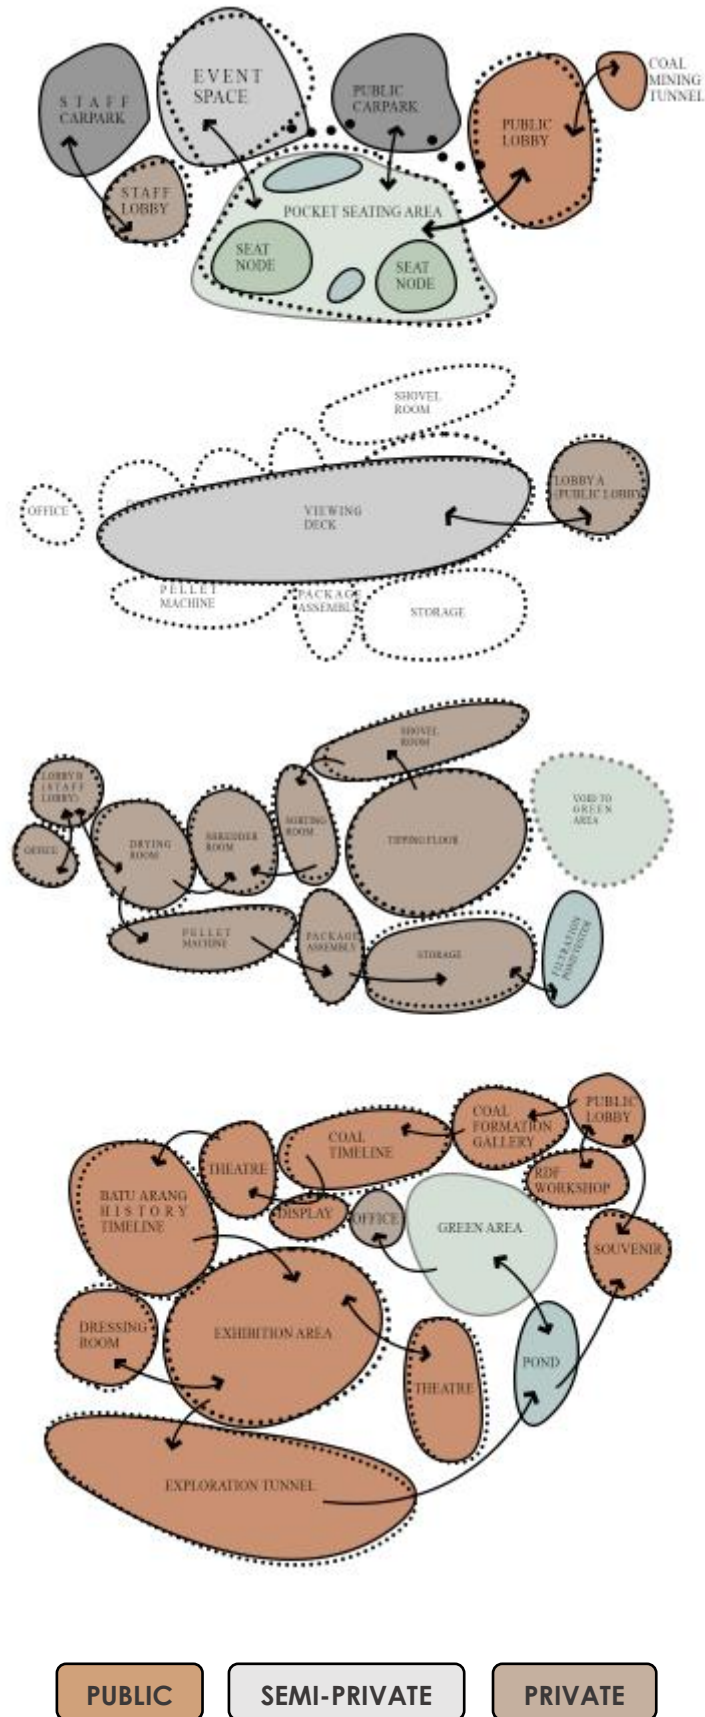 STAFF
CARPARK
EVENT
SPACE
PUBLIC
CARPARK
PUBLIC
LOBBY
COAL
MINING
TUNNEL
STAFF
LOBBY
POCKET SEATING AREA
SEAT
NODE
SEAT
NODE
SHOVEL
ROOM
OFFICE
VIEWING
DECK
LOBBY A
(PUBLIC LOBBY)
PELLET
MACHINE
PACKAGE
ASSEMBLY
STORAGE
SHOVEL
ROOM
LOBBY B
(STAFF
LOBBY)
OFFICE
DRYING
ROOM
SHREDDER
ROOM
SORTING
ROOM
TIPPING FLOOR
VOID TO
GREEN
AREA
PELLET
MACHINE
PACKAGE
ASSEMBLY
STORAGE
FILTRATION
PUBLIC
LOBBY
COAL
FORMATION
GALLERY
COAL
TIMELINE
THEATRE
BATU ARANG
HISTORY
TIMELINE
DISPLAY
OFFICE
GREEN AREA
RDF
WORKSHOP
SOUVENIR
DRESSING
ROOM
EXHIBITION AREA
THEATRE
POND
EXPLORATION TUNNEL
PUBLIC
SEMI-PRIVATE
PRIVATE